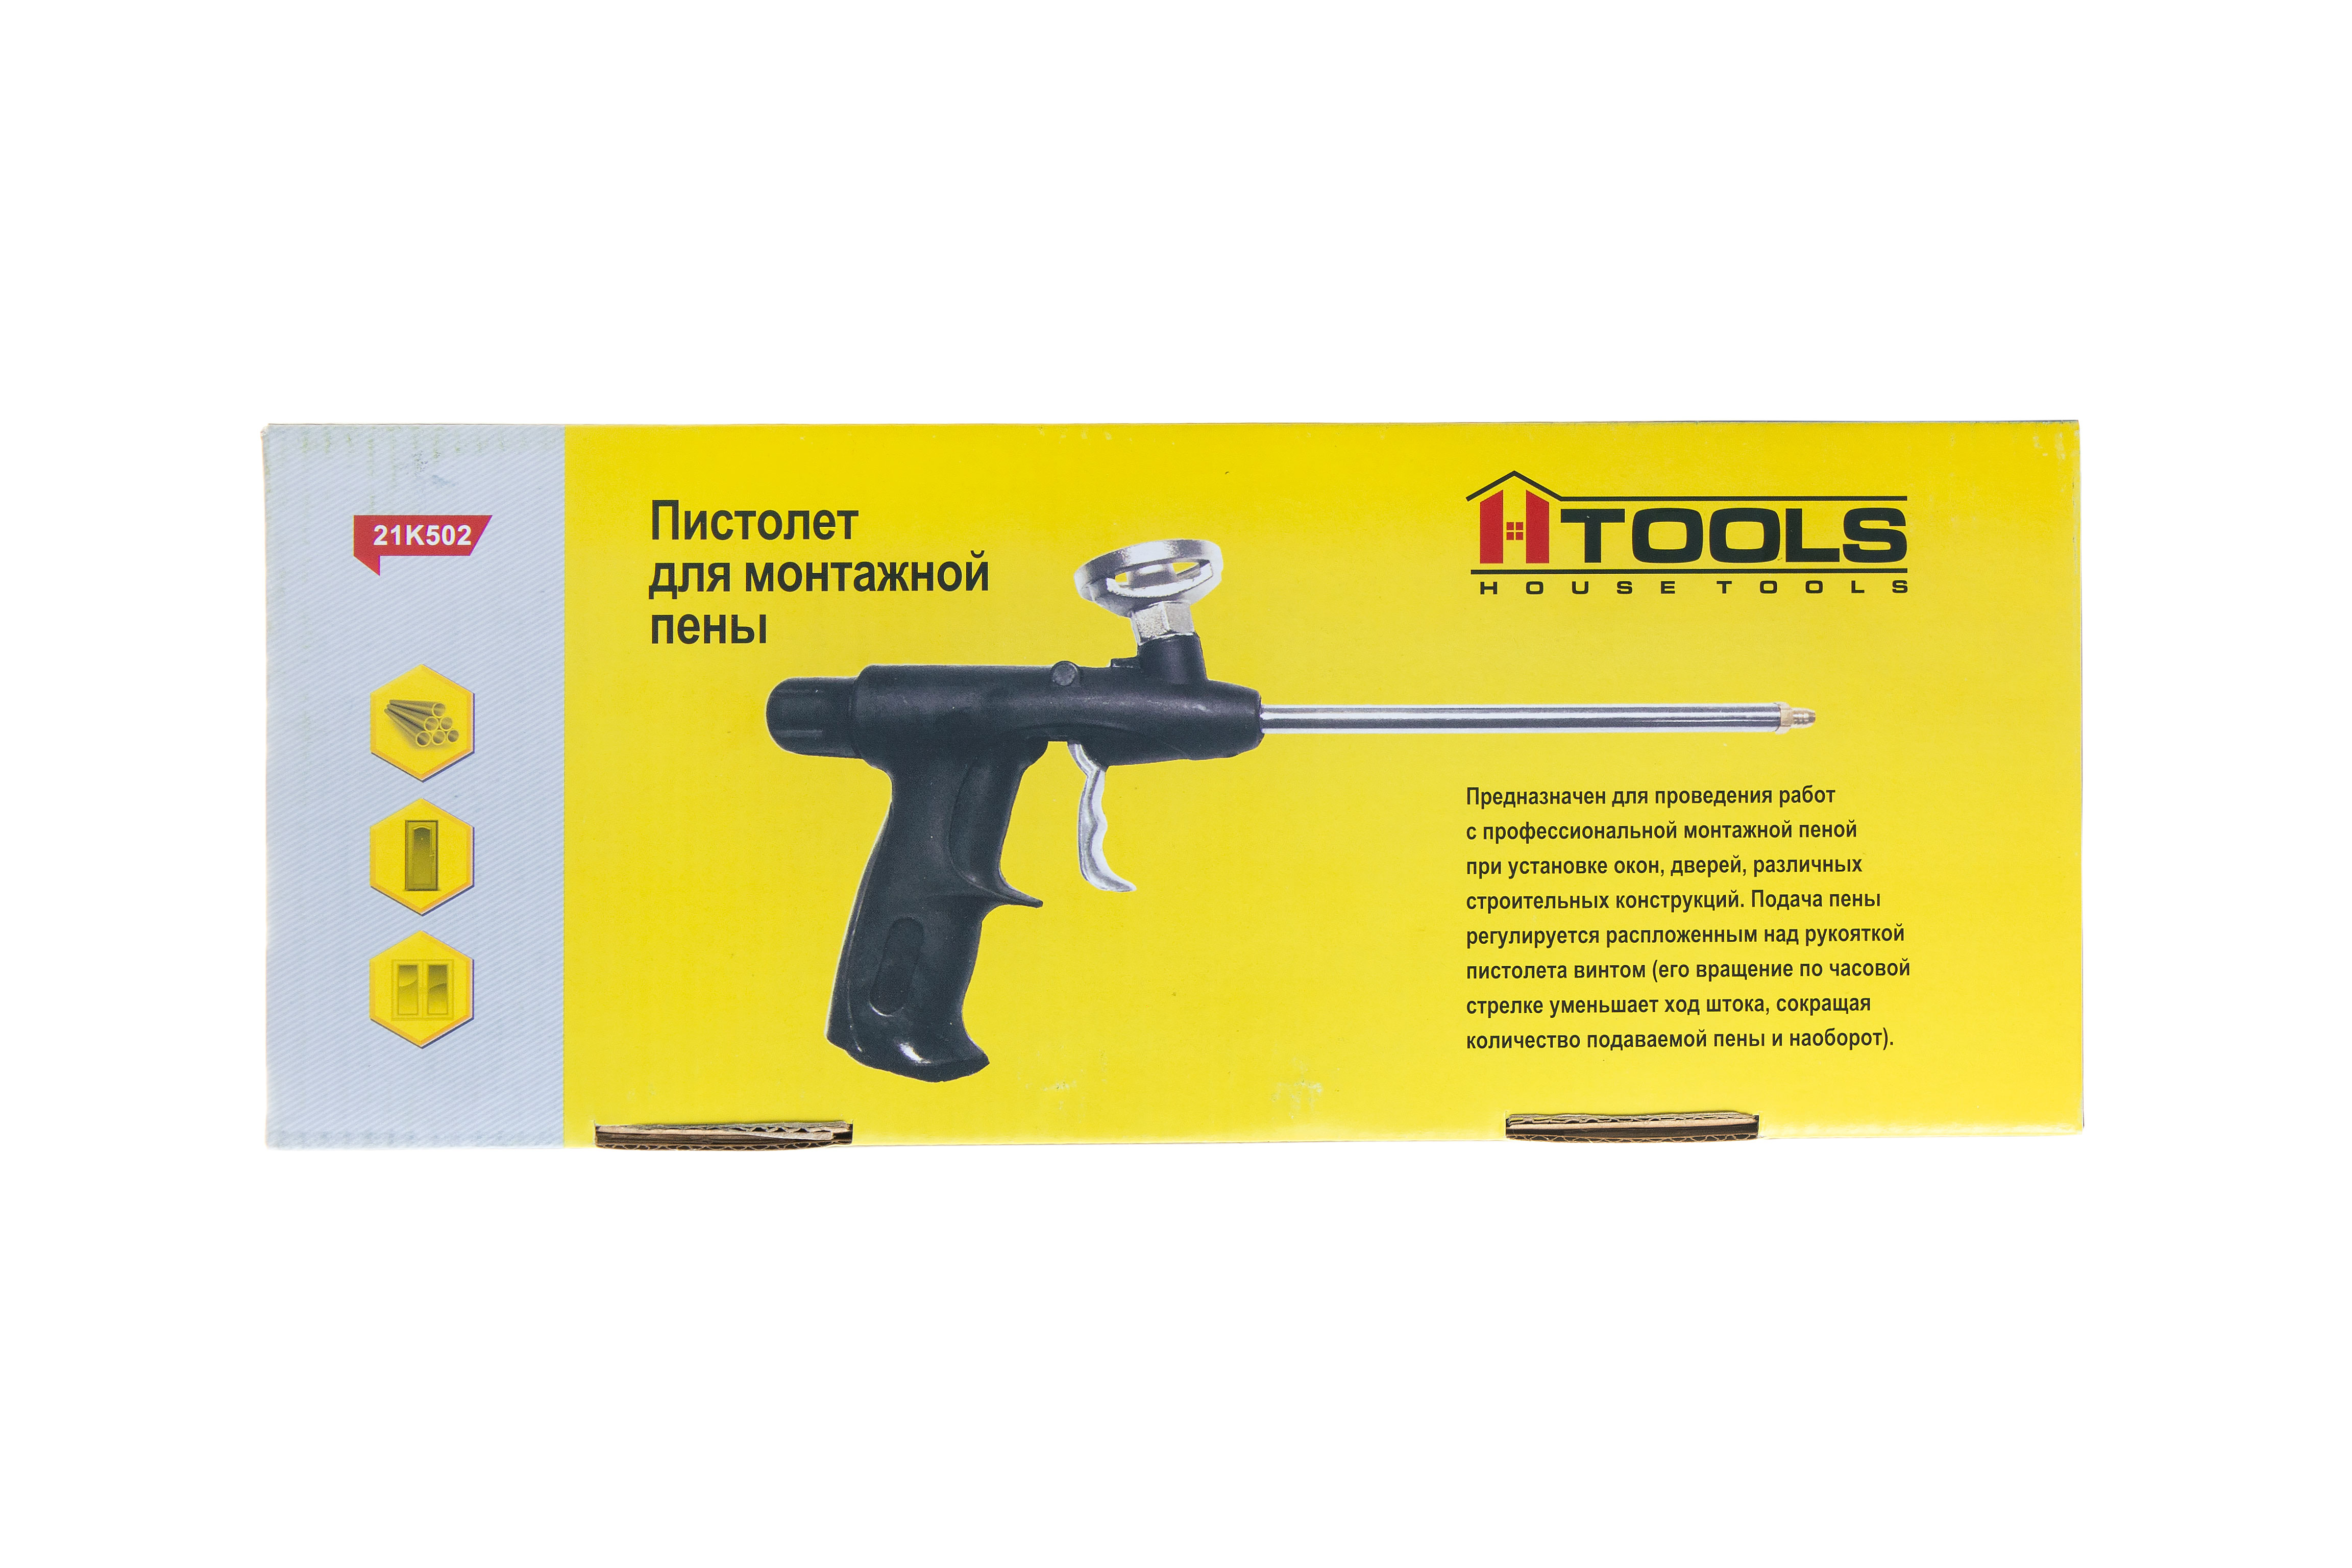 21K502
Пистолет
для монтажной
пены
HTOOLS
HOUSE TOOLS
Предназначен для проведения работ
с профессиональной монтажной пеной
при установке окон, дверей, различных
строительных конструкций. Подача пены
регулируется распложенным над рукояткой
пистолета винтом (его вращение по часовой
стрелке уменьшает ход штока, сокращая
количество подаваемой пены и наоборот).